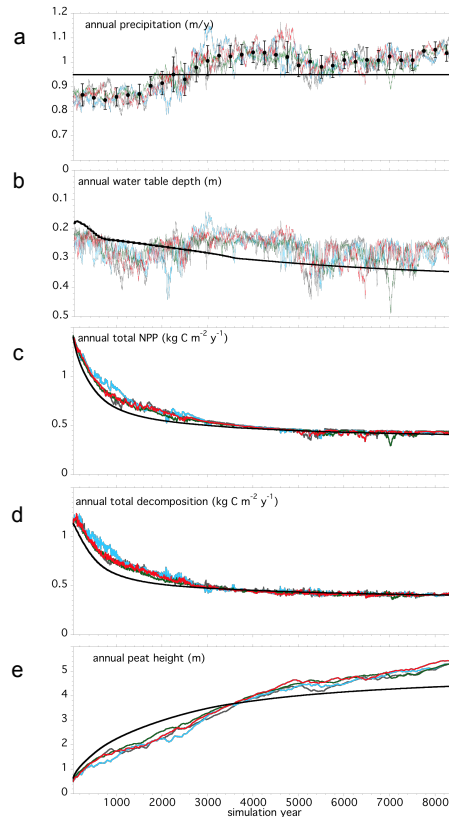 a
annual precipitation (m/y)
1.2
1.1
1
0.9
0.8
0.7
0
b
annual water table depth (m)
0.1
0.2
0.3
0.4
0.5
c
annual total NPP (kg C m⁻² y⁻¹)
1
0.5
0
d
annual total decomposition (kg C m⁻² y⁻¹)
1
0.5
0
e
annual peat height (m)
5
4
3
2
1
0
1000 2000 3000 4000 5000 6000 7000 8000
simulation year